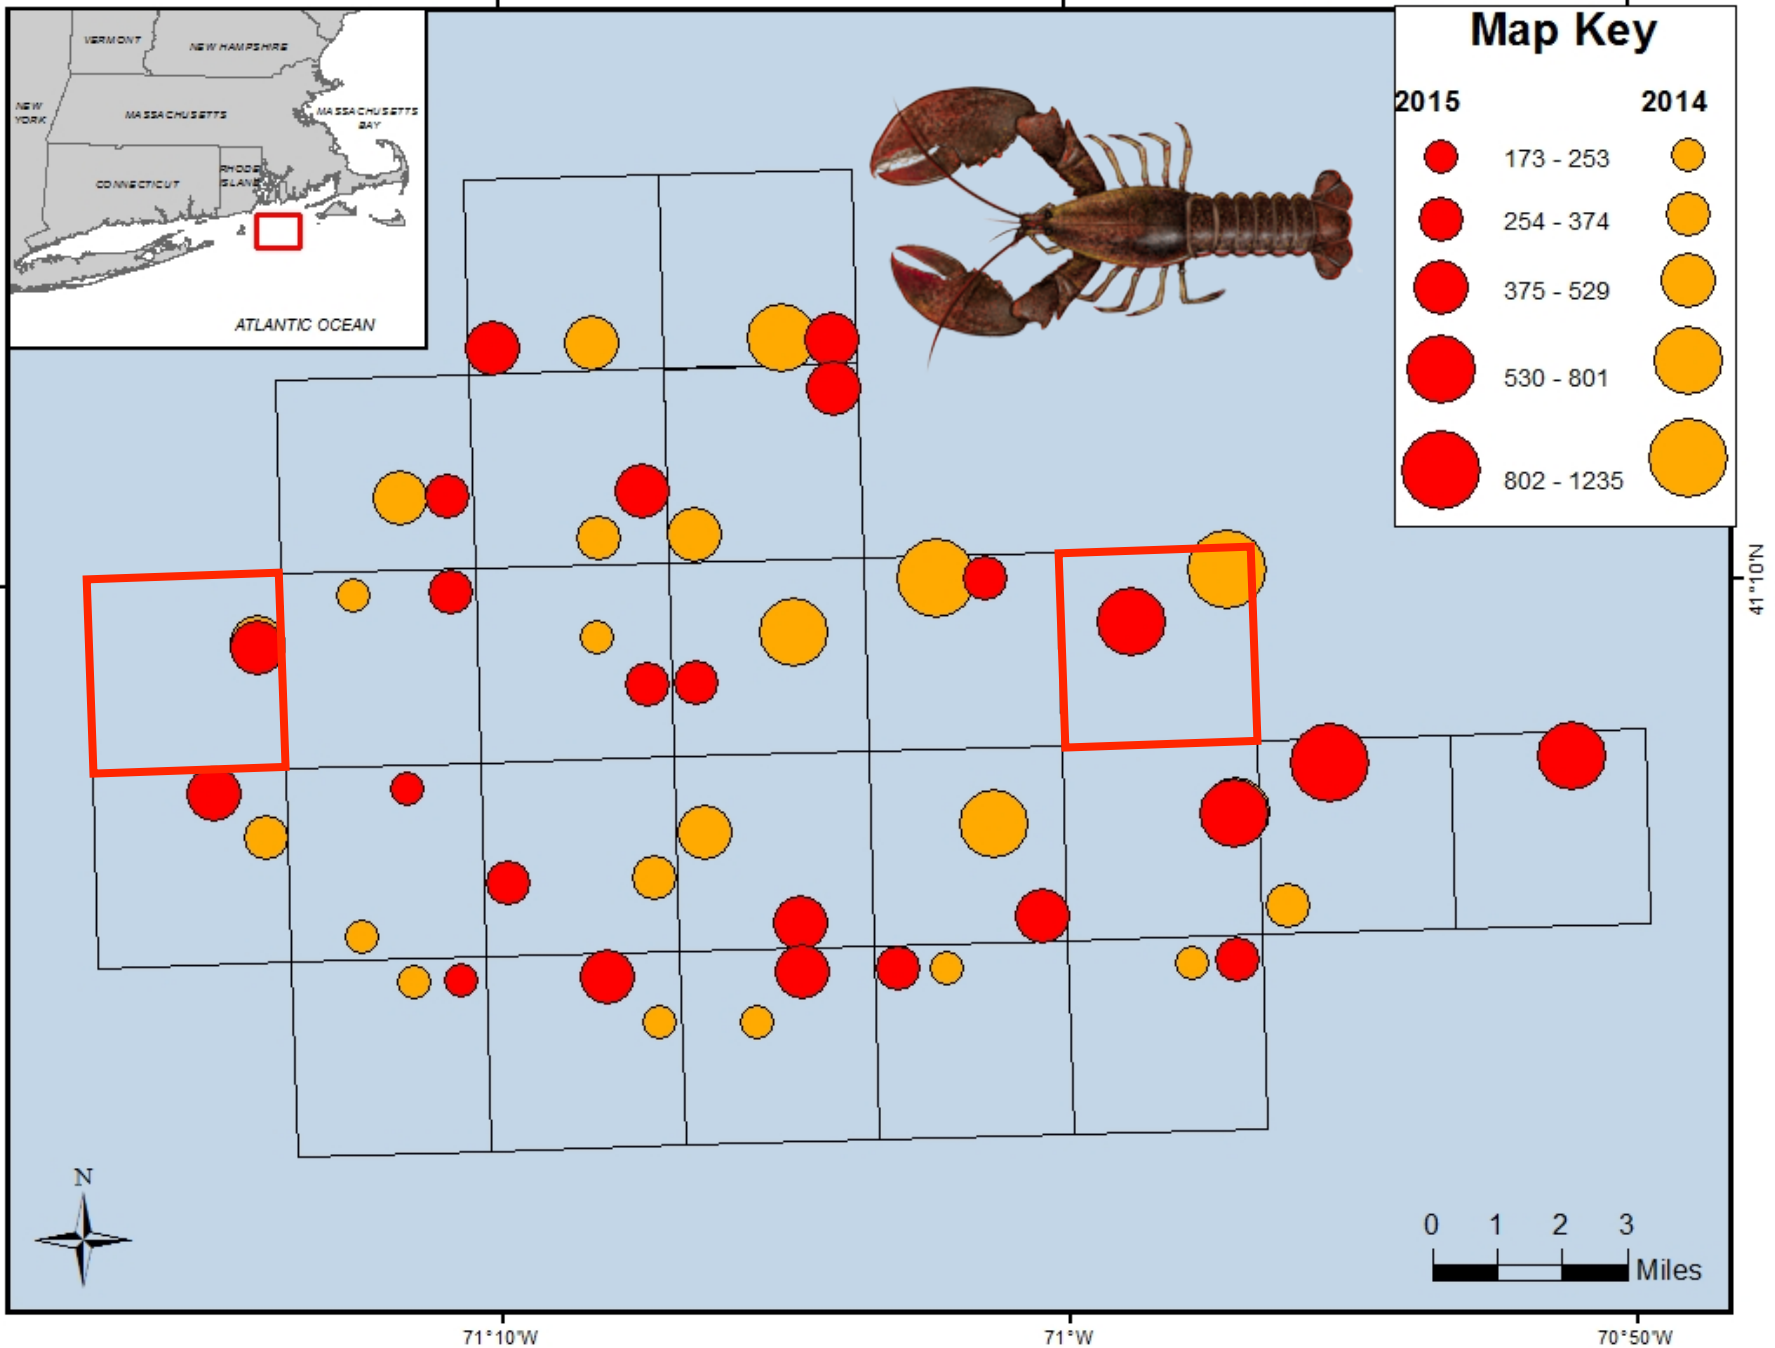 VERMONT
NEW HAMPSHIRE
NEW
YORK
MASSACHUSETTS
MASSACHUSETTS
BAY
CONNECTICUT
RHODE
ISLAND
ATLANTIC OCEAN
Map Key
2015 2014
173 - 253
254 - 374
375 - 529
530 - 801
802 - 1235
41°10'N
N
0 1 2 3
Miles
71°10'W 71°W 70°50'W